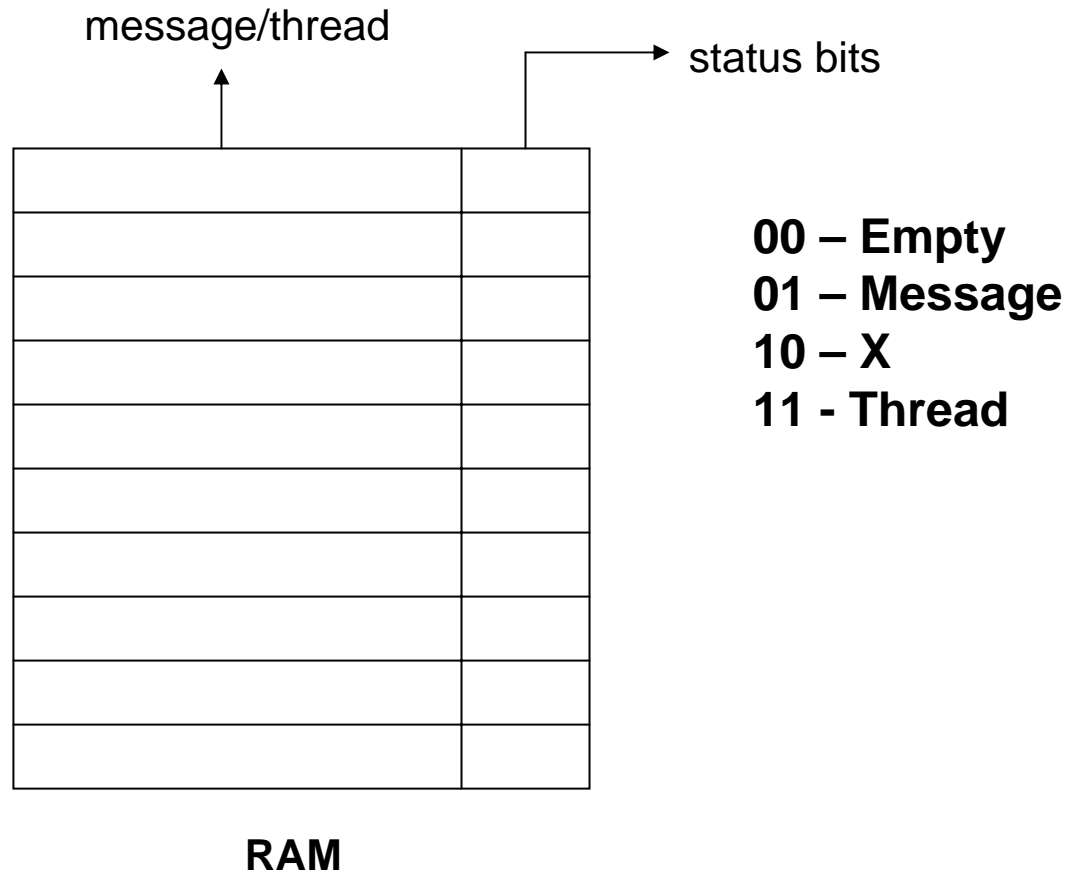 message/thread
status bits
00 – Empty
01 – Message
10 – X
11 - Thread
RAM